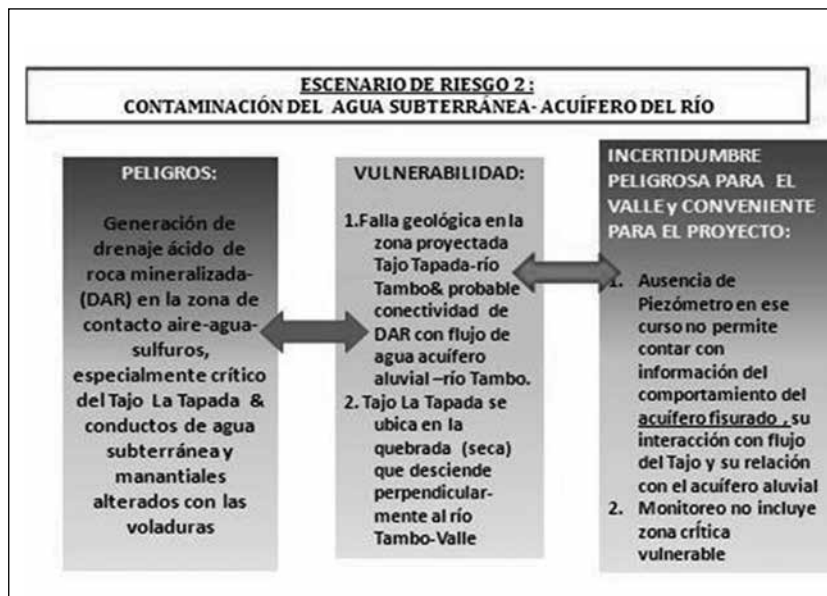 ESCENARIO DE RIESGO 2 :
CONTAMINACIÓN DEL AGUA SUBTERRÁNEA- ACUÍFERO DEL RÍO
PELIGROS:
Generación de
drenaje ácido de
roca mineralizada-
(DAR) en la zona de
contacto aire-agua-
sulfuros,
especialmente crítico
del Tajo La Tapada &
conductos de agua
subterránea y
manantiales
alterados con las
voladuras
VULNERABILIDAD:
1.Falla geológica en la
zona proyectada
Tajo Tapada-río
Tambo& probable
conectividad de
DAR con flujo de
agua acuífero
aluvial –río Tambo.
2. Tajo La Tapada se
ubica en la
quebrada (seca)
que desciende
perpendicular-
mente al río
Tambo-Valle
INCERTIDUMBRE
PELIGROSA PARA EL
VALLE y CONVENIENTE
PARA EL PROYECTO:
1. Ausencia de
Piezómetro en ese
curso no permite
contar con
información del
comportamiento del
acuífero fisurado , su
interacción con flujo
del Tajo y su relación
con el acuífero aluvial
2. Monitoreo no incluye
zona crítica
vulnerable